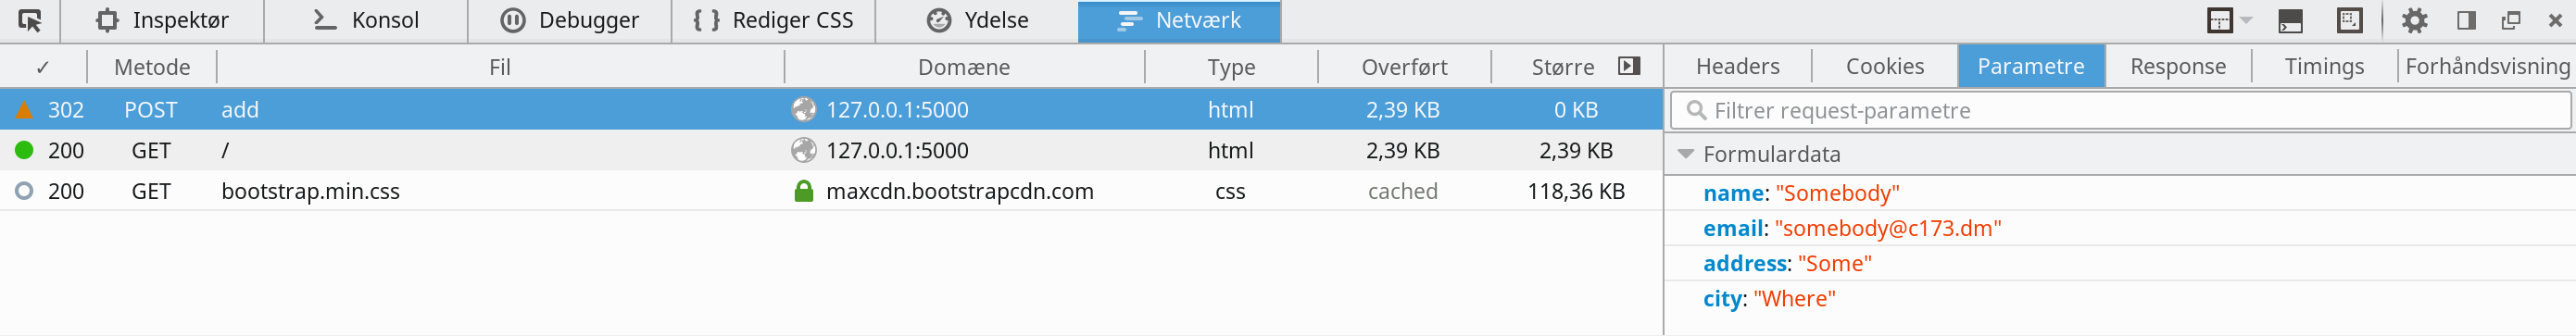 Inspektør Konsol Debugger Rediger CSS Ydelse Netværk
✓ Metode Fil Domæne Type Overført Større Headers Cookies Parametre Response Timings Forhåndsvisning
302 POST add 127.0.0.1:5000 html 2,39 KB 0 KB Filtrer request-parametre
200 GET / 127.0.0.1:5000 html 2,39 KB 2,39 KB Formulardata
200 GET bootstrap.min.css maxcdn.bootstrapcdn.com css cached 118,36 KB name: "Somebody"
email: "somebody@c173.dm"
address: "Some"
city: "Where"